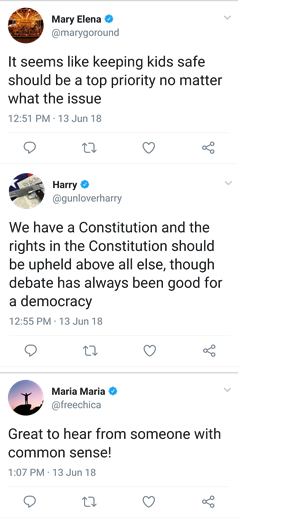 Mary Elena
@marygoround
It seems like keeping kids safe
should be a top priority no matter
what the issue
12:51 PM · 13 Jun 18
Harry
@gunloverharry
We have a Constitution and the
rights in the Constitution should
be upheld above all else, though
debate has always been good for
a democracy
12:55 PM · 13 Jun 18
Maria Maria
@freechica
Great to hear from someone with
common sense!
1:07 PM · 13 Jun 18